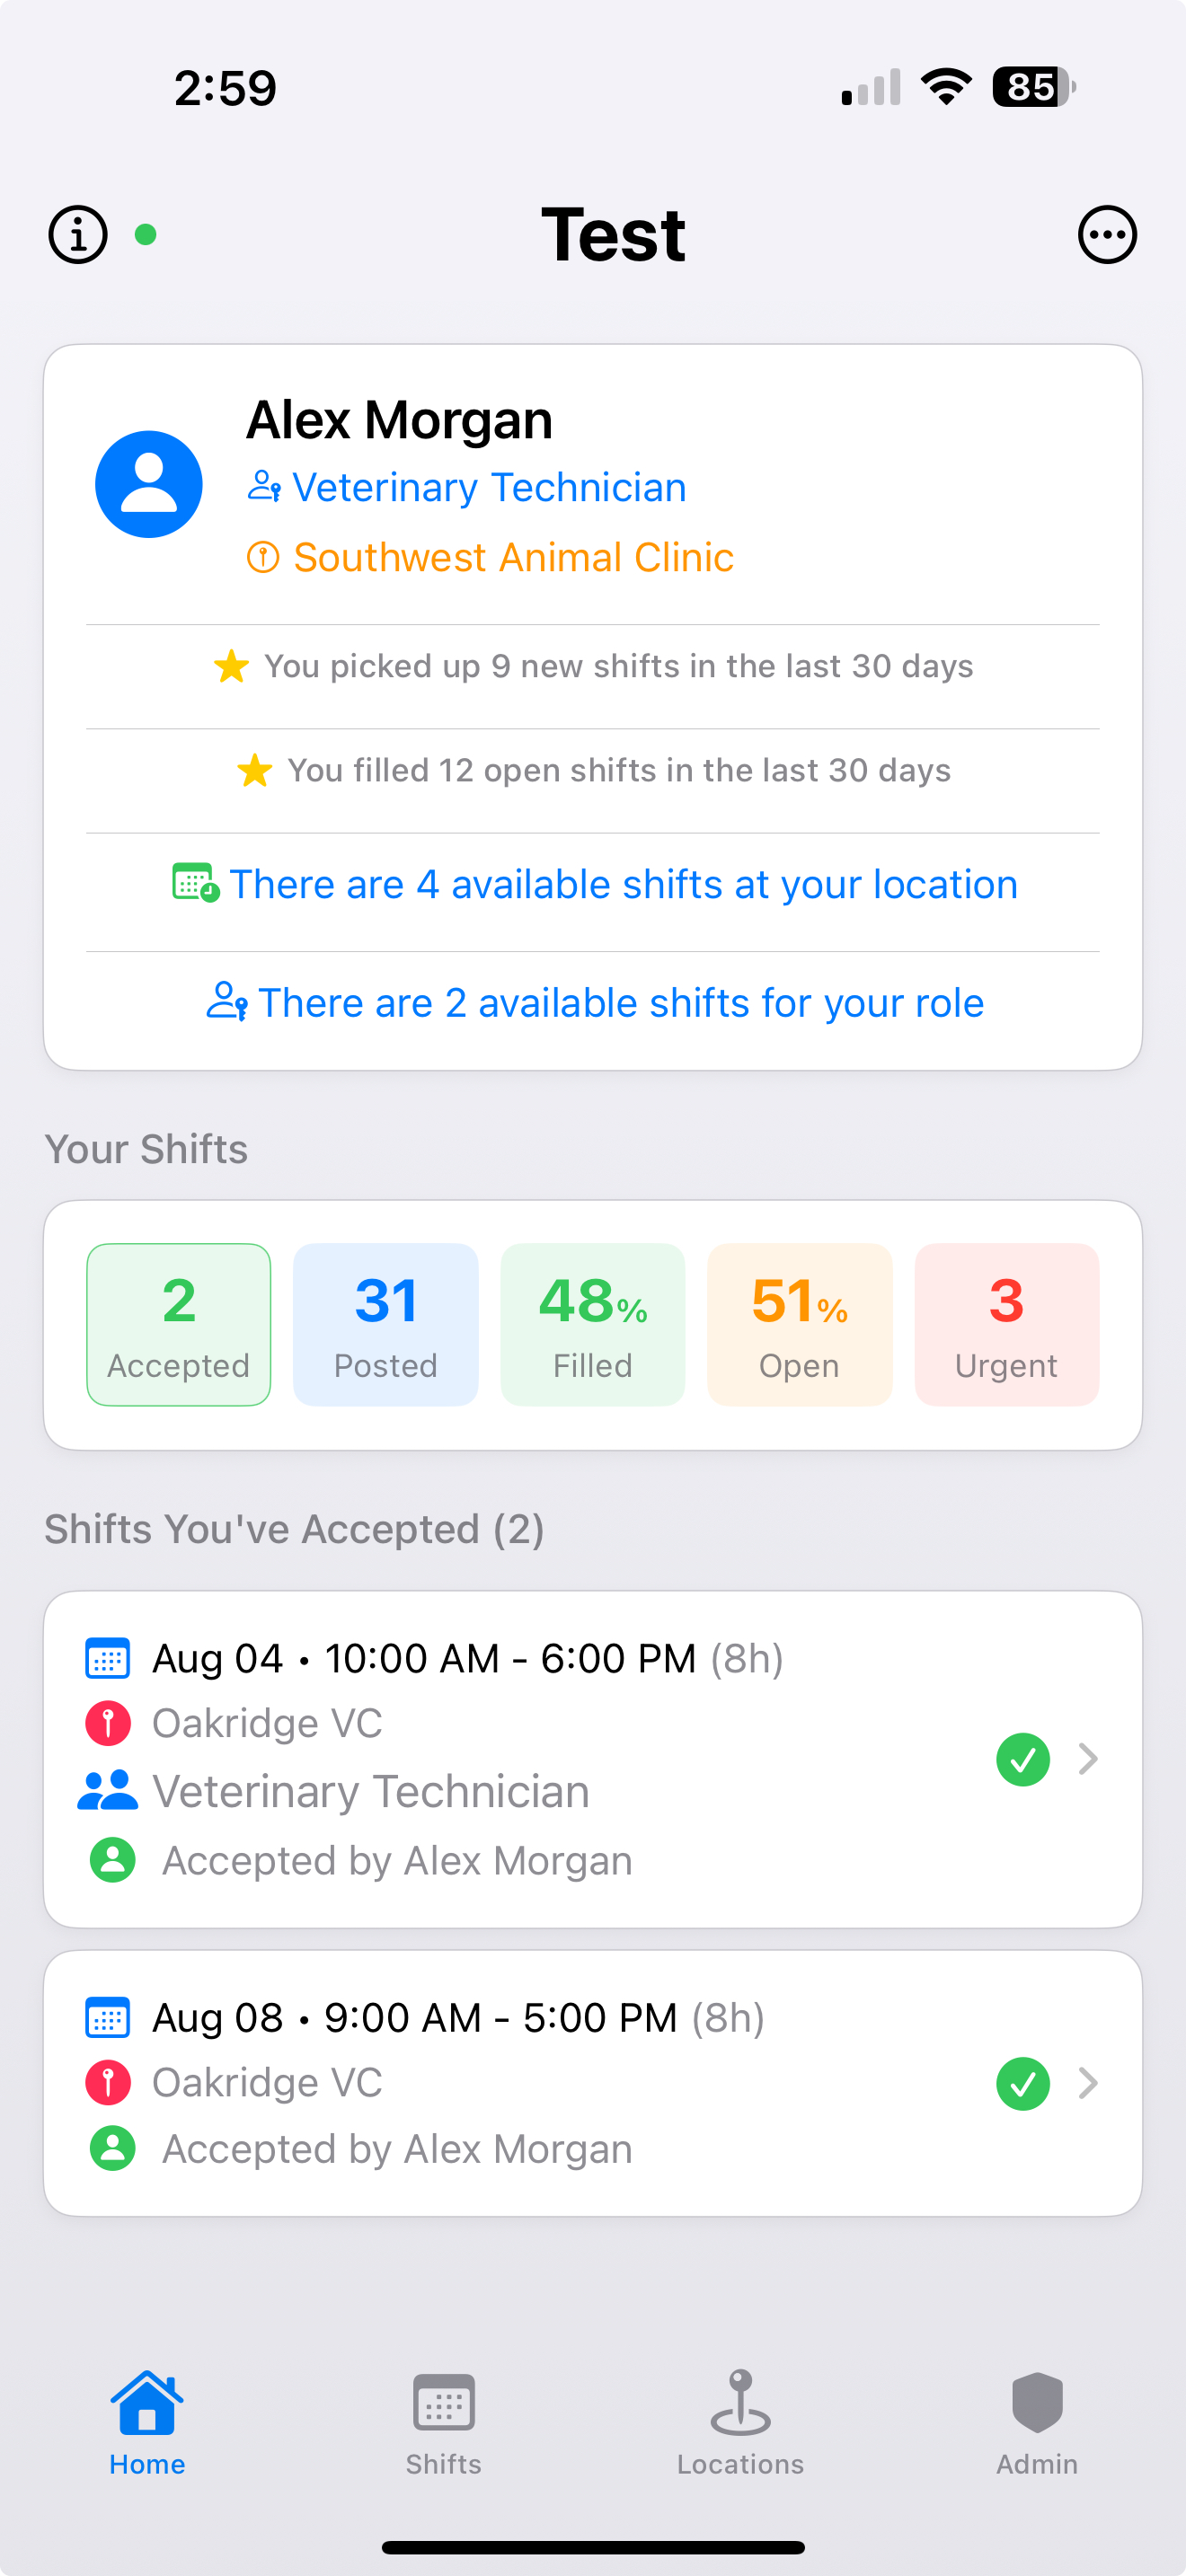 2:59
85
Test
Alex Morgan
Veterinary Technician
Southwest Animal Clinic
You picked up 9 new shifts in the last 30 days
You filled 12 open shifts in the last 30 days
There are 4 available shifts at your location
There are 2 available shifts for your role
Your Shifts
2 31 48% 51% 3
Accepted Posted Filled Open Urgent
Shifts You've Accepted (2)
Aug 04 • 10:00 AM - 6:00 PM (8h)
Oakridge VC
Veterinary Technician
Accepted by Alex Morgan
Aug 08 • 9:00 AM - 5:00 PM (8h)
Oakridge VC
Accepted by Alex Morgan
Home Shifts Locations Admin